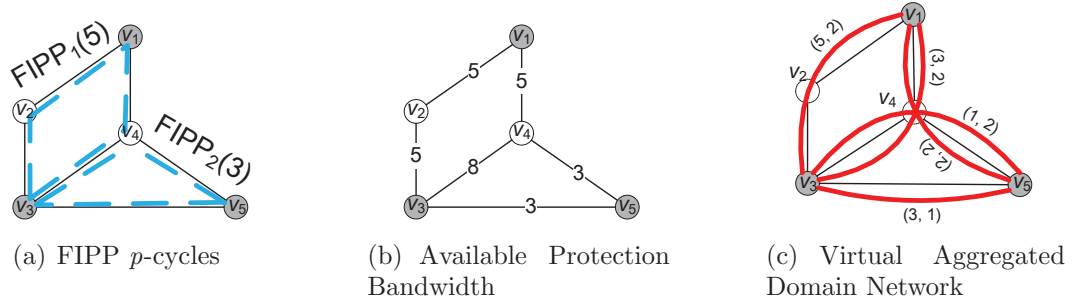 FIPP₁(5)
v₁
v₂
v₄
FIPP₂(3)
v₃
v₅
(a) FIPP p-cycles
v₁
5
5
v₂
v₄
5
8
3
v₃
3
v₅
(b) Available Protection
Bandwidth
v₁
(5, 2)
(3, 2)
v₂
v₄
(1, 2)
(2, 2)
v₃
v₅
(3, 1)
(c) Virtual Aggregated
Domain Network